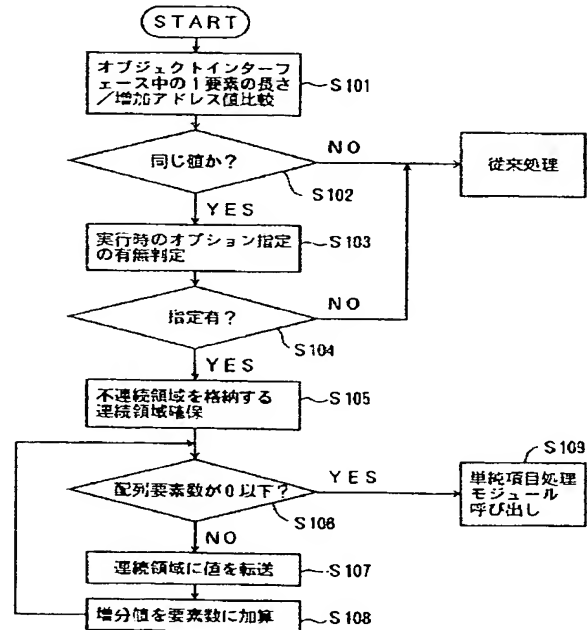 START
オブジェクトインターフ
ェース中の１要素の長さ
／増加アドレス値比較
S101
同じ値か？
NO
S102
従来処理
YES
実行時のオプション指定
の有無判定
S103
指定有？
NO
S104
YES
不連続領域を格納する
連続領域確保
S105
配列要素数が０以下？
YES
S106
S109
単純項目処理
モジュール
呼び出し
NO
連続領域に値を転送
S107
増分値を要素数に加算
S108